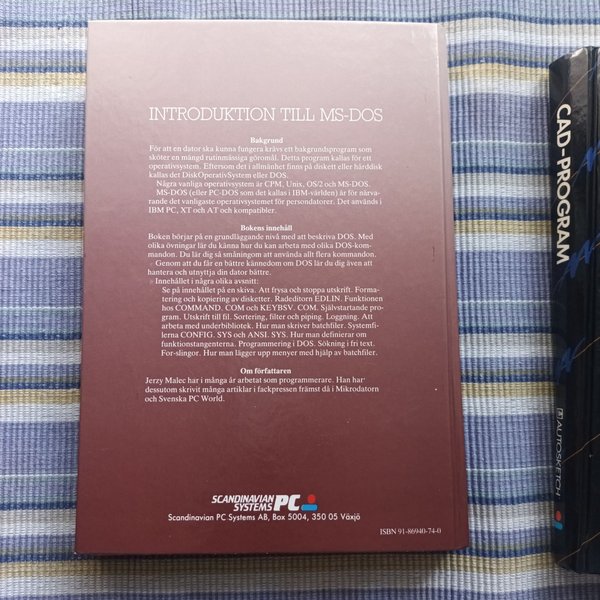 INTRODUKTION TILL MS-DOS
Bakgrund
För att en dator ska kunna fungera krävs ett bakgrundsprogram som
sköter en mängd rutinmässiga göromål. Detta program kallas för ett
operativsystem. Eftersom det i allmänhet finns på diskett eller hårddisk
kallas det DiskOperativSystem eller DOS.
Några vanliga operativsystem är CPM, Unix, OS/2 och MS-DOS.
MS-DOS (eller PC-DOS som det kallas i IBM-världen) är för närva-
rande det vanligaste operativsystemet för persondatorer. Det används i
IBM PC, XT och AT och kompatibler.
Bokens innehåll
Boken börjar på en grundläggande nivå med att beskriva DOS. Med
olika övningar lär du känna hur du kan arbeta med olika DOS-kom-
mandon. Du lär dig så småningom att använda allt flera kommandon.
Genom att du får en bättre kännedom om DOS lär du dig även att
hantera och utnyttja din dator bättre.
Innehållet i några olika avsnitt:
Se på innehållet på en skiva. Att frysa och stoppa utskrift. Forma-
tering och kopiering av disketter. Radeditorn EDLIN. Funktionen
hos COMMAND. COM och KEYBSV. COM. Självstartande pro-
gram. Utskrift till fil. Sortering, filter och piping. Loggning. Att
arbeta med underbibliotek. Hur man skriver batchfiler. Systemfi-
lerna CONFIG. SYS och ANSI. SYS. Hur man definierar om
funktionstangenterna. Programmering i DOS. Sökning i fri text.
For-slingor. Hur man lägger upp menyer med hjälp av batchfiler.
Om författaren
Jerzy Malec har i många år arbetat som programmerare. Han har
dessutom skrivit många artiklar i fackpressen främst då i Mikrodatorn
och Svenska PC World.
SCANDINAVIAN
SYSTEMS PC
Scandinavian PC Systems AB, Box 5004, 350 05 Växjö
ISBN 91-86940-74-0
CAD-PROGRAM
AUTOSKETCH